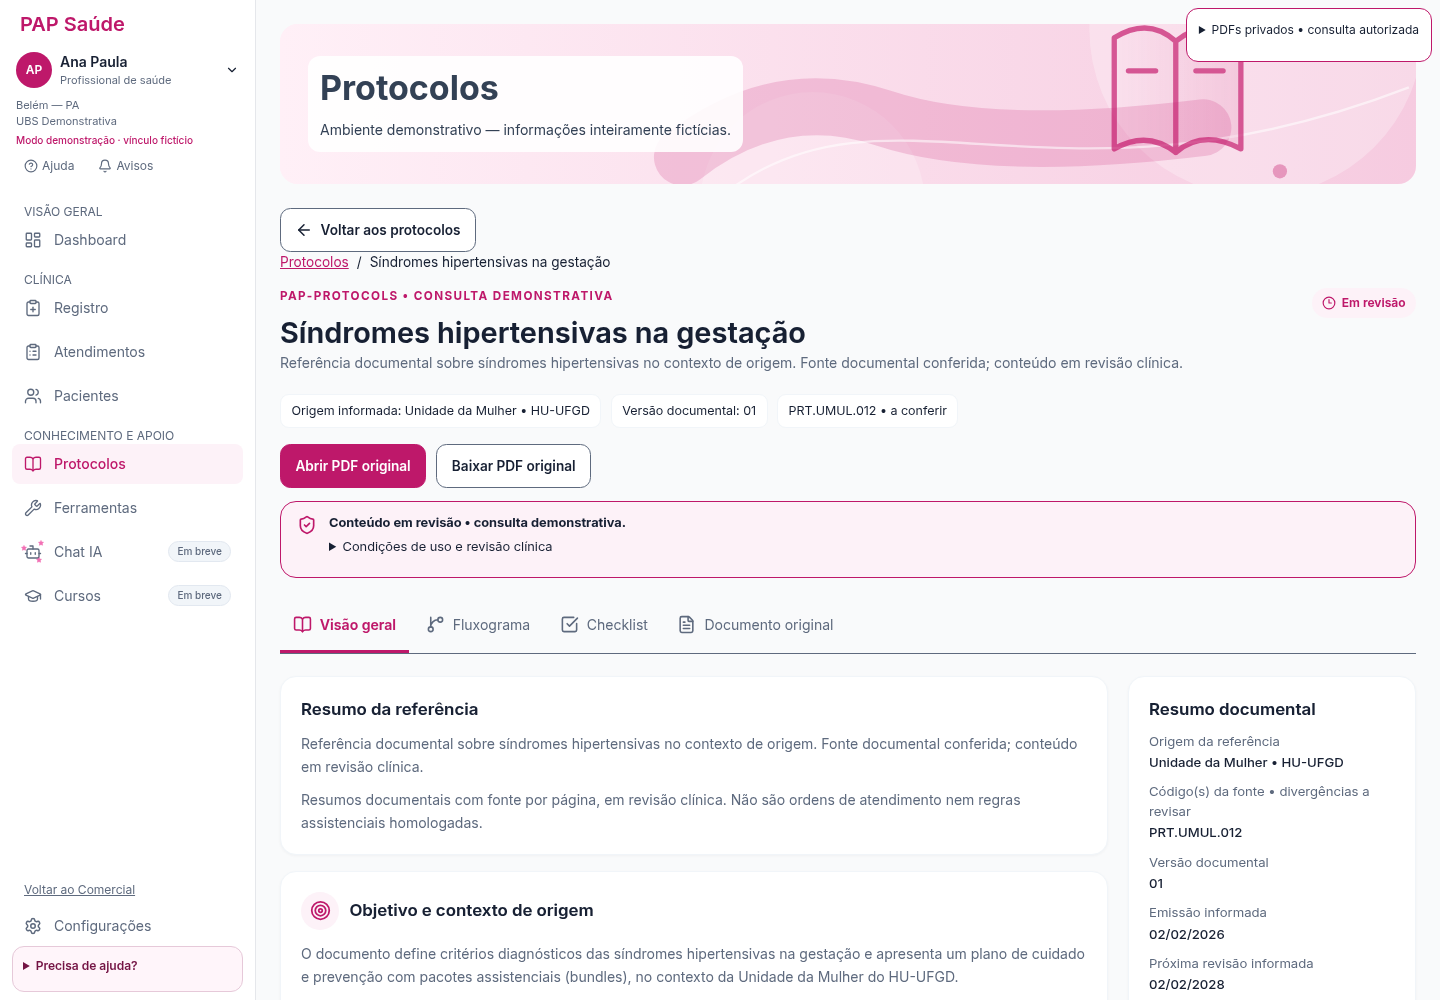 PAP Saúde
AP
Ana Paula
Profissional de saúde
Belém — PA
UBS Demonstrativa
Modo demonstração · vínculo fictício
Ajuda
Avisos
VISÃO GERAL
Dashboard
CLÍNICA
Registro
Atendimentos
Pacientes
CONHECIMENTO E APOIO
Protocolos
Ferramentas
Chat IA
Em breve
Cursos
Em breve
Voltar ao Comercial
Configurações
Precisa de ajuda?
PDFs privados • consulta autorizada
Protocolos
Ambiente demonstrativo — informações inteiramente fictícias.
Voltar aos protocolos
Protocolos / Síndromes hipertensivas na gestação
PAP-PROTOCOLS • CONSULTA DEMONSTRATIVA
Em revisão
Síndromes hipertensivas na gestação
Referência documental sobre síndromes hipertensivas no contexto de origem. Fonte documental conferida; conteúdo em revisão clínica.
Origem informada: Unidade da Mulher • HU-UFGD
Versão documental: 01
PRT.UMUL.012 • a conferir
Abrir PDF original
Baixar PDF original
Conteúdo em revisão • consulta demonstrativa.
Condições de uso e revisão clínica
Visão geral
Fluxograma
Checklist
Documento original
Resumo da referência
Referência documental sobre síndromes hipertensivas no contexto de origem. Fonte documental conferida; conteúdo
em revisão clínica.
Resumos documentais com fonte por página, em revisão clínica. Não são ordens de atendimento nem regras
assistenciais homologadas.
Objetivo e contexto de origem
O documento define critérios diagnósticos das síndromes hipertensivas na gestação e apresenta um plano de cuidado
e prevenção com pacotes assistenciais (bundles), no contexto da Unidade da Mulher do HU-UFGD.
Resumo documental
Origem da referência
Unidade da Mulher • HU-UFGD
Código(s) da fonte • divergências a
revisar
PRT.UMUL.012
Versão documental
01
Emissão informada
02/02/2026
Próxima revisão informada
02/02/2028